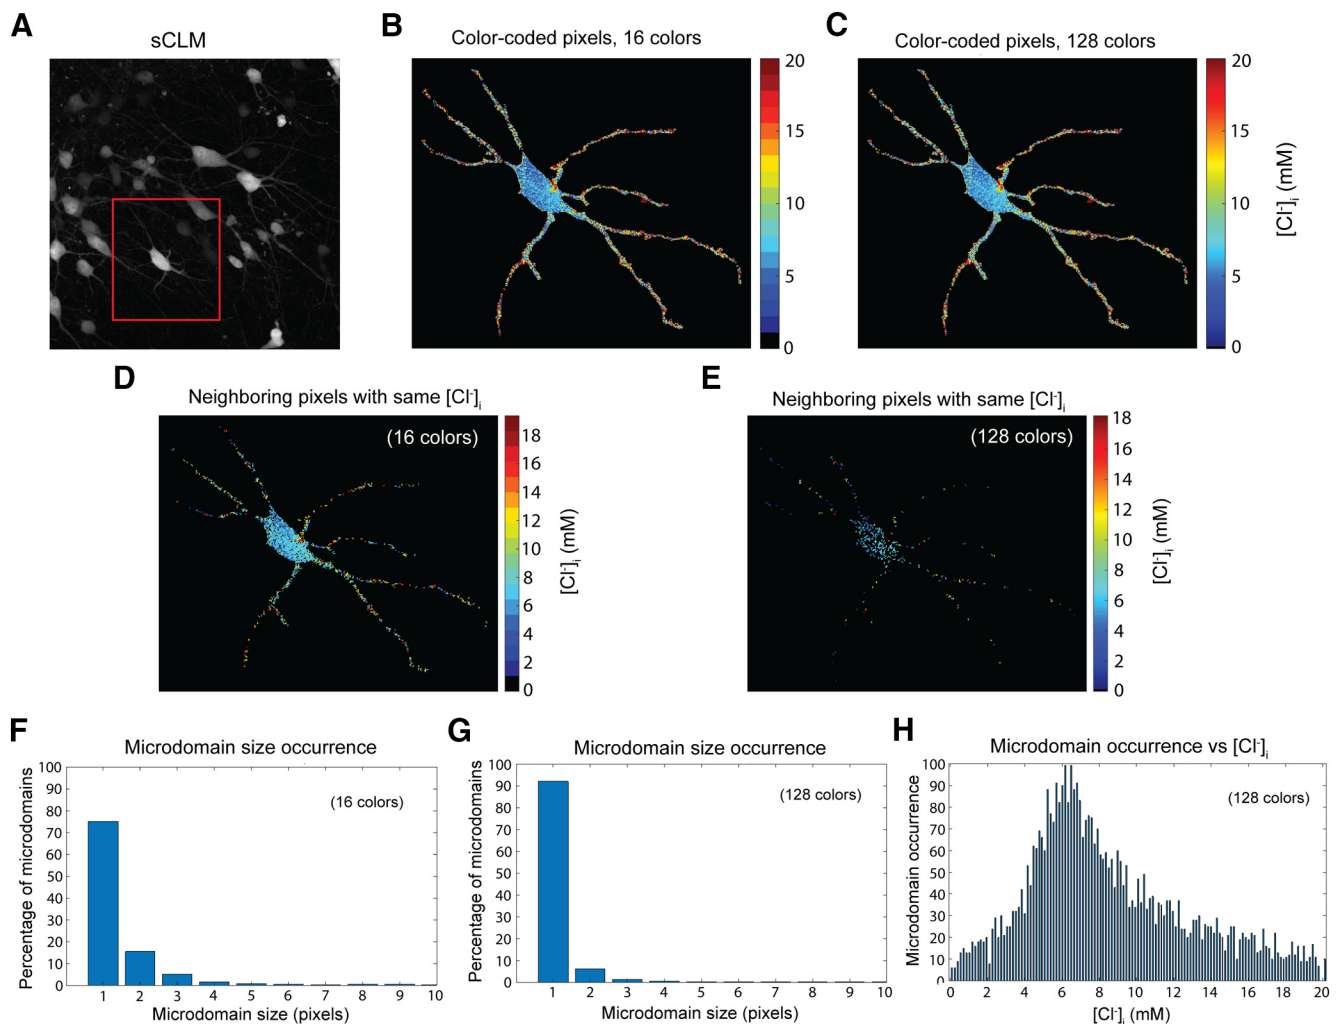 A
sCLM
B
Color-coded pixels, 16 colors
20
15
10
5
0
C
Color-coded pixels, 128 colors
20
15
10
5
0
[Cl-]i (mM)
D
Neighboring pixels with same [Cl-]i
(16 colors)
18
16
14
12
10
8
6
4
2
0
[Cl-]i (mM)
E
Neighboring pixels with same [Cl-]i
(128 colors)
18
16
14
12
10
8
6
4
2
0
[Cl-]i (mM)
F
Microdomain size occurrence
(16 colors)
Percentage of microdomains
100
90
80
70
60
50
40
30
20
10
0
1 2 3 4 5 6 7 8 9 10
Microdomain size (pixels)
G
Microdomain size occurrence
(128 colors)
Percentage of microdomains
100
90
80
70
60
50
40
30
20
10
0
1 2 3 4 5 6 7 8 9 10
Microdomain size (pixels)
H
Microdomain occurrence vs [Cl-]i
(128 colors)
Microdomain occurrence
100
90
80
70
60
50
40
30
20
10
0
0 2 4 6 8 10 12 14 16 18 20
[Cl-]i (mM)